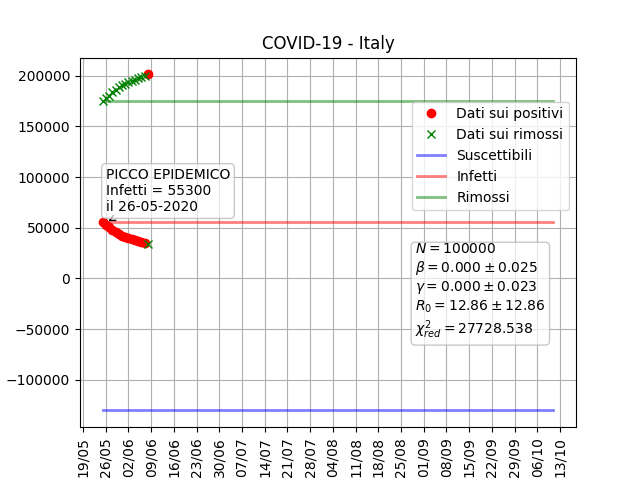 COVID-19 - Italy
200000
150000
100000
50000
0
−50000
−100000
Dati sui positivi
Dati sui rimossi
Suscettibili
Infetti
Rimossi
PICCO EPIDEMICO
Infetti = 55300
il 26-05-2020
N = 100000
β = 0.000 ± 0.025
γ = 0.000 ± 0.023
R₀ = 12.86 ± 12.86
χ²_red = 27728.538
19/05
26/05
02/06
09/06
16/06
23/06
30/06
07/07
14/07
21/07
28/07
04/08
11/08
18/08
25/08
01/09
08/09
15/09
22/09
29/09
06/10
13/10